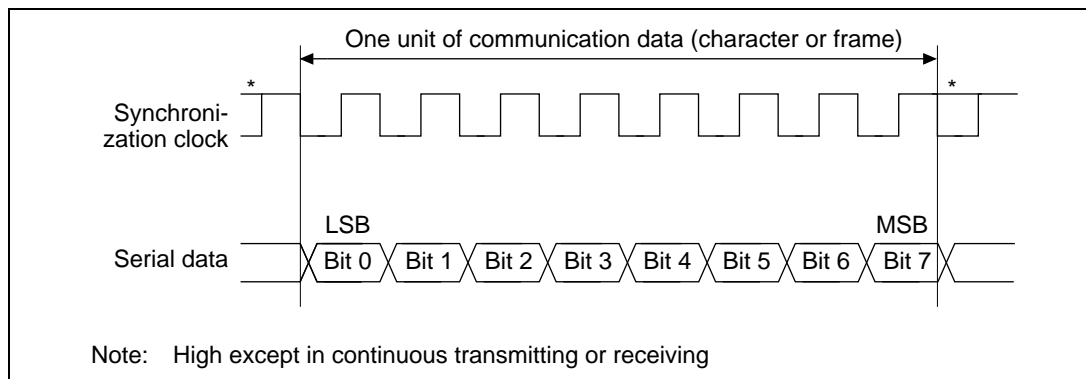 One unit of communication data (character or frame)
* *
Synchroni-
zation clock
LSB MSB
Serial data Bit 0 Bit 1 Bit 2 Bit 3 Bit 4 Bit 5 Bit 6 Bit 7
Note: High except in continuous transmitting or receiving